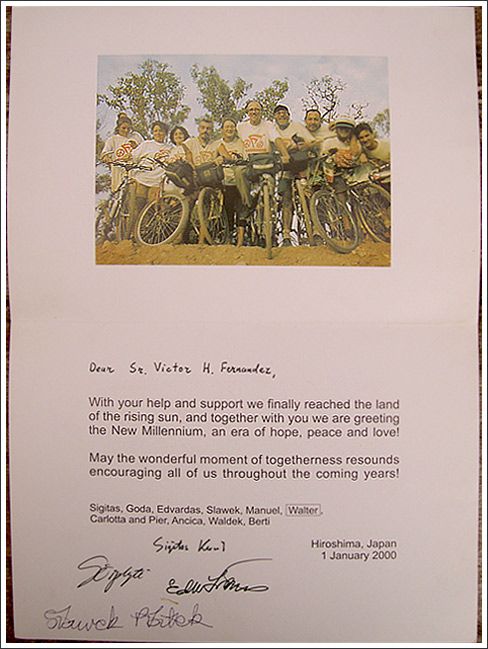 Dear Sr. Victor H. Fernandez,
With your help and support we finally reached the land
of the rising sun, and together with you we are greeting
the New Millennium, an era of hope, peace and love!
May the wonderful moment of togetherness resounds
encouraging all of us throughout the coming years!
Sigitas, Goda, Edvardas, Slawek, Manuel, Walter,
Carlotta and Pier, Ancica, Waldek, Berti
Hiroshima, Japan
1 January 2000
Sigitas
Slawek